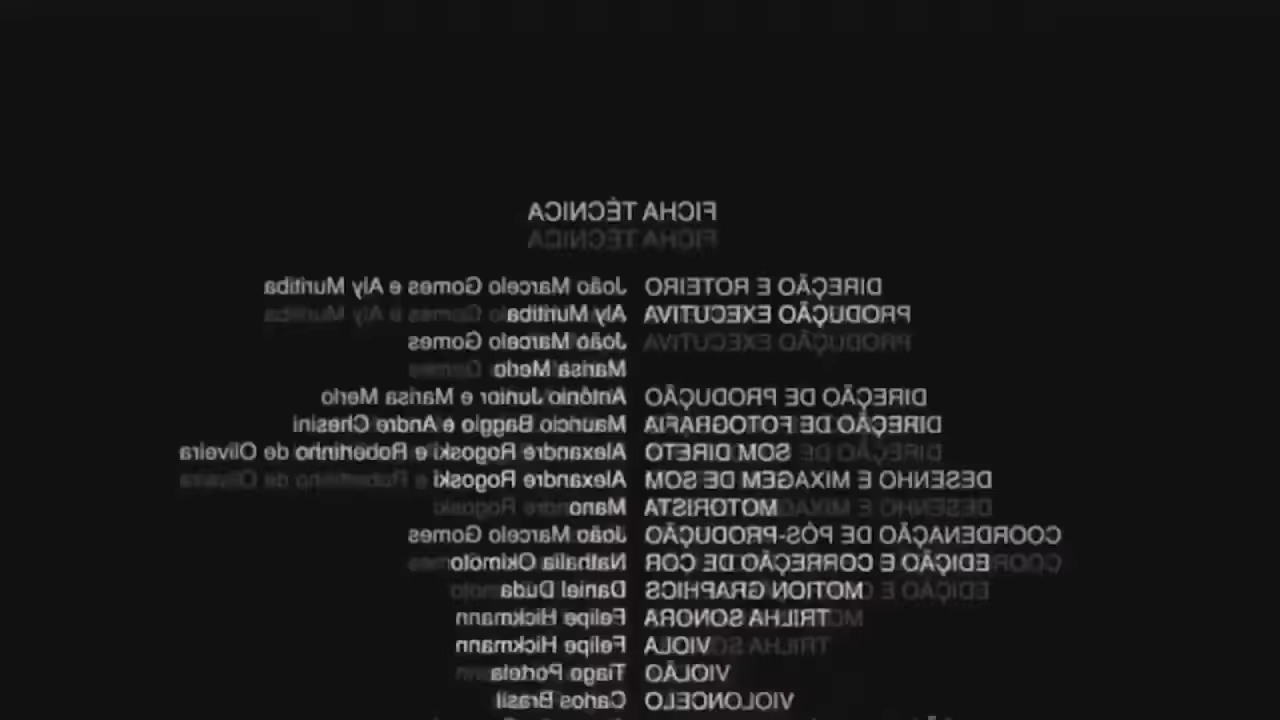 FICHA TÉCNICA
DIREÇÃO E ROTEIRO João Marcelo Gomes e Aly Muritiba
PRODUÇÃO EXECUTIVA Aly Muritiba
João Marcelo Gomes
Marisa Merlo
DIREÇÃO DE PRODUÇÃO Antônio Junior e Marisa Merlo
DIREÇÃO DE FOTOGRAFIA Mauricio Baggio e Andre Chesini
SOM DIRETO Alexandre Rogoski e Robertinho de Oliveira
DESENHO E MIXAGEM DE SOM Alexandre Rogoski
MOTORISTA Mano
COORDENAÇÃO DE PÓS-PRODUÇÃO João Marcelo Gomes
EDIÇÃO E CORREÇÃO DE COR Nathalia Okimoto
MOTION GRAPHICS Daniel Duda
TRILHA SONORA Felipe Hickmann
VIOLA Felipe Hickmann
VIOLÃO Tiago Portela
VIOLONCELO Carlos Brasil